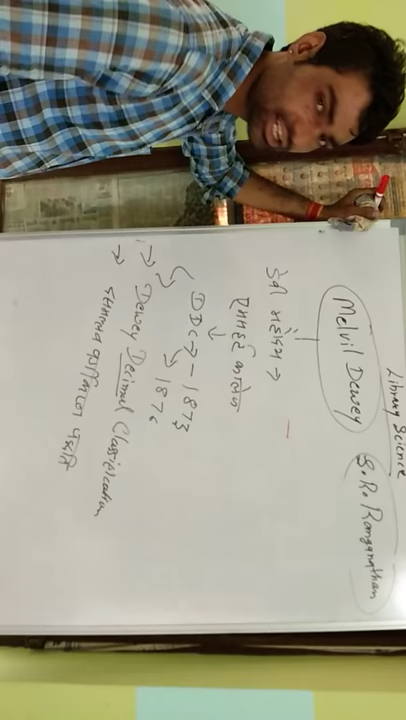 Library Science
Melvil Dewey S. R. Ranganathan
एमहर्ष्ट कालेज
DDC → - 1873
→ 1876
→ Dewey Decimal Classification
→ दशमलव वर्गीकरण पद्धति